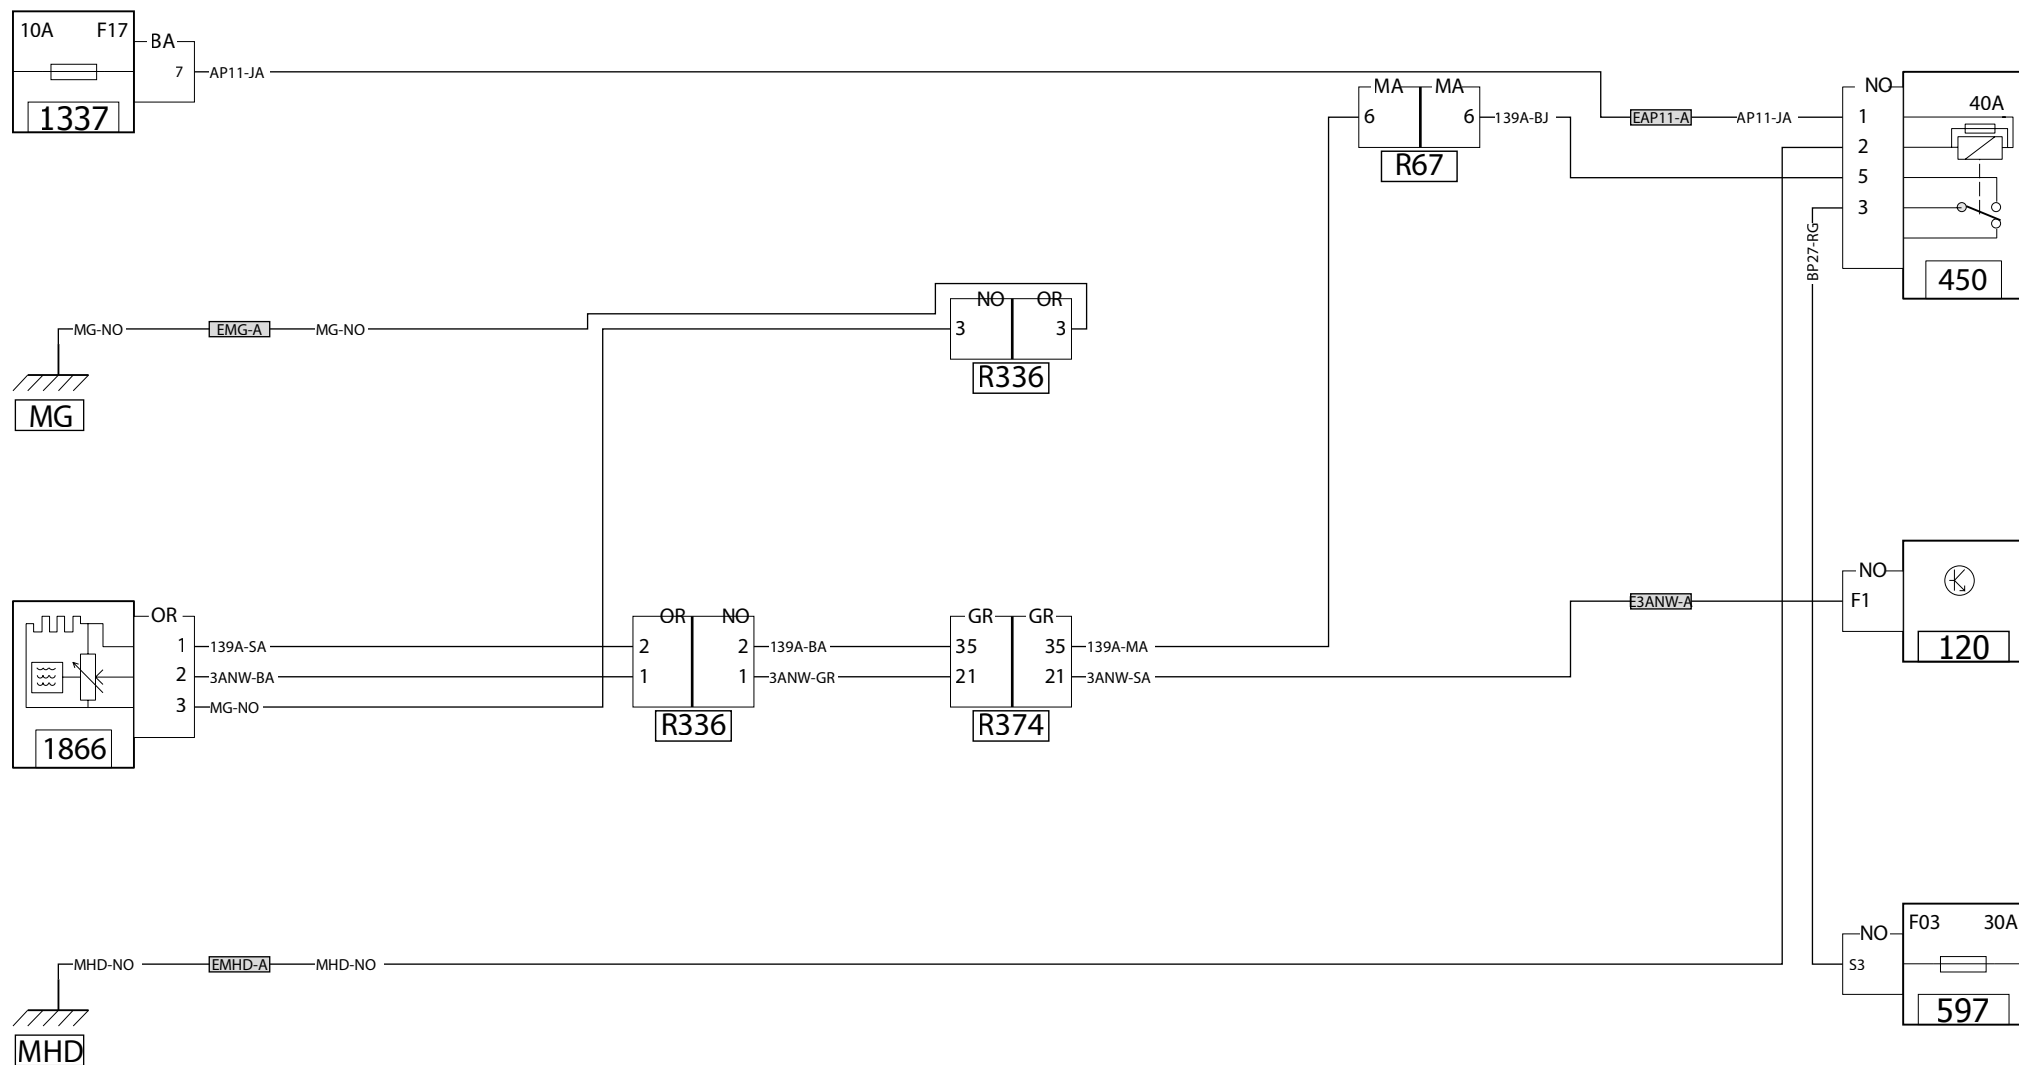 10A F17
BA
7 AP11-JA
1337
MA MA
6 6 139A-BJ
R67
EAP11-A AP11-JA
NO
1
2
5
3
40A
450
BP27-RG
MG-NO EMG-A MG-NO
MG
NO OR
3 3
R336
1866
OR
1 139A-SA
2 3ANW-BA
3 MG-NO
OR NO
2 2 139A-BA
1 1 3ANW-GR
R336
GR GR
35 35 139A-MA
21 21 3ANW-SA
R374
E3ANW-A
NO
F1
120
MHD-NO EMHD-A MHD-NO
MHD
NO
S3
F03 30A
597